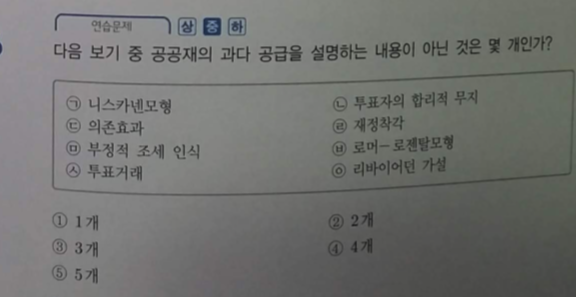 연습문제 상 중 하
다음 보기 중 공공재의 과다 공급을 설명하는 내용이 아닌 것은 몇 개인가?
㉠ 니스카넨모형 ㉡ 투표자의 합리적 무지
㉢ 의존효과 ㉣ 재정착각
㉤ 부정적 조세 인식 ㉥ 로머-로젠탈모형
㉦ 투표거래 ㉧ 리바이어던 가설
① 1개 ② 2개
③ 3개 ④ 4개
⑤ 5개